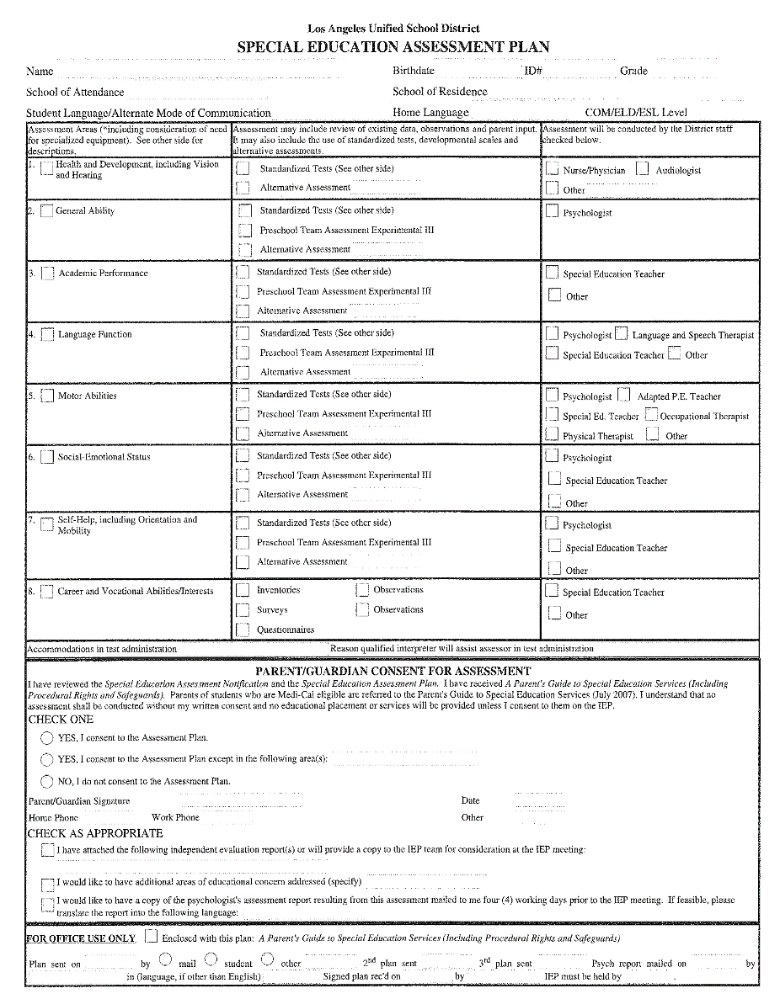 Los Angeles Unified School District
SPECIAL EDUCATION ASSESSMENT PLAN
Name Birthdate ID# Grade
School of Attendance School of Residence
Student Language/Alternate Mode of Communication Home Language COM/ELD/ESL Level
Assessment Areas (*including consideration of need for specialized equipment). See other side for descriptions.
Assessment may include review of existing data, observations and parent input. It may also include the use of standardized tests, developmental scales and alternative assessments.
Assessment will be conducted by the District staff checked below.
1. Health and Development, including Vision and Hearing
Standardized Tests (See other side)
Alternative Assessment
Nurse/Physician Audiologist
Other
2. General Ability
Standardized Tests (See other side)
Preschool Team Assessment Experimental III
Alternative Assessment
Psychologist
3. Academic Performance
Standardized Tests (See other side)
Preschool Team Assessment Experimental III
Alternative Assessment
Special Education Teacher
Other
4. Language Function
Standardized Tests (See other side)
Preschool Team Assessment Experimental III
Alternative Assessment
Psychologist Language and Speech Therapist
Special Education Teacher Other
5. Motor Abilities
Standardized Tests (See other side)
Preschool Team Assessment Experimental III
Alternative Assessment
Psychologist Adapted P.E. Teacher
Special Ed. Teacher Occupational Therapist
Physical Therapist Other
6. Social-Emotional Status
Standardized Tests (See other side)
Preschool Team Assessment Experimental III
Alternative Assessment
Psychologist
Special Education Teacher
Other
7. Self-Help, including Orientation and Mobility
Standardized Tests (See other side)
Preschool Team Assessment Experimental III
Alternative Assessment
Psychologist
Special Education Teacher
Other
8. Career and Vocational Abilities/Interests
Inventories Observations
Surveys Observations
Questionnaires
Special Education Teacher
Other
Accommodations in test administration Reason qualified interpreter will assist assessor in test administration
PARENT/GUARDIAN CONSENT FOR ASSESSMENT
I have reviewed the Special Education Assessment Notification and the Special Education Assessment Plan. I have received A Parent's Guide to Special Education Services (Including
Procedural Rights and Safeguards). Parents of students who are Medi-Cal eligible are referred to the Parent's Guide to Special Education Services (July 2007). I understand that no
assessment shall be conducted without my written consent and no educational placement or services will be provided unless I consent to them on the IEP.
CHECK ONE
YES, I consent to the Assessment Plan.
YES, I consent to the Assessment Plan except in the following area(s):
NO, I do not consent to the Assessment Plan.
Parent/Guardian Signature Date
Home Phone Work Phone Other
CHECK AS APPROPRIATE
I have attached the following independent evaluation report(s) or will provide a copy to the IEP team for consideration at the IEP meeting:
I would like to have additional areas of educational concern addressed (specify)
I would like to have a copy of the psychologist's assessment report resulting from this assessment mailed to me four (4) working days prior to the IEP meeting. If feasible, please
translate the report into the following language:
FOR OFFICE USE ONLY Enclosed with this plan: A Parent's Guide to Special Education Services (Including Procedural Rights and Safeguards)
Plan sent on by mail student other 2nd plan sent 3rd plan sent Psych report mailed on by
in (language, if other than English) Signed plan rec'd on by IEP must be held by .